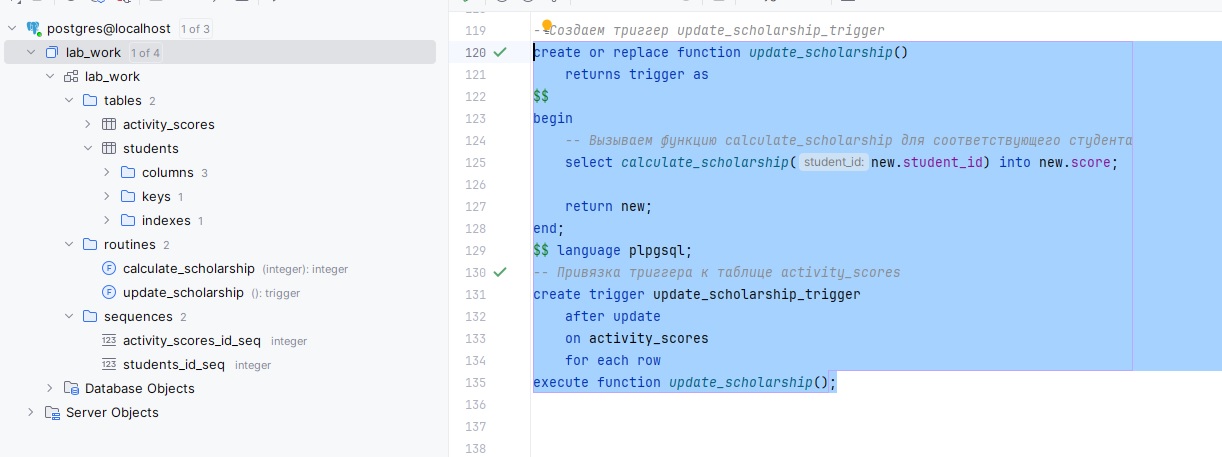 postgres@localhost 1 of 3
lab_work 1 of 4
lab_work
tables 2
activity_scores
students
columns 3
keys 1
indexes 1
routines 2
calculate_scholarship (integer): integer
update_scholarship (): trigger
sequences 2
123 activity_scores_id_seq integer
123 students_id_seq integer
Database Objects
Server Objects
119 --Создаем триггер update_scholarship_trigger
120 create or replace function update_scholarship()
121 returns trigger as
122 $$
123 begin
124 -- Вызываем функцию calculate_scholarship для соответствующего студента
125 select calculate_scholarship( student_id: new.student_id) into new.score;
126
127 return new;
128 end;
129 $$ language plpgsql;
130 -- Привязка триггера к таблице activity_scores
131 create trigger update_scholarship_trigger
132 after update
133 on activity_scores
134 for each row
135 execute function update_scholarship();
136
137
138